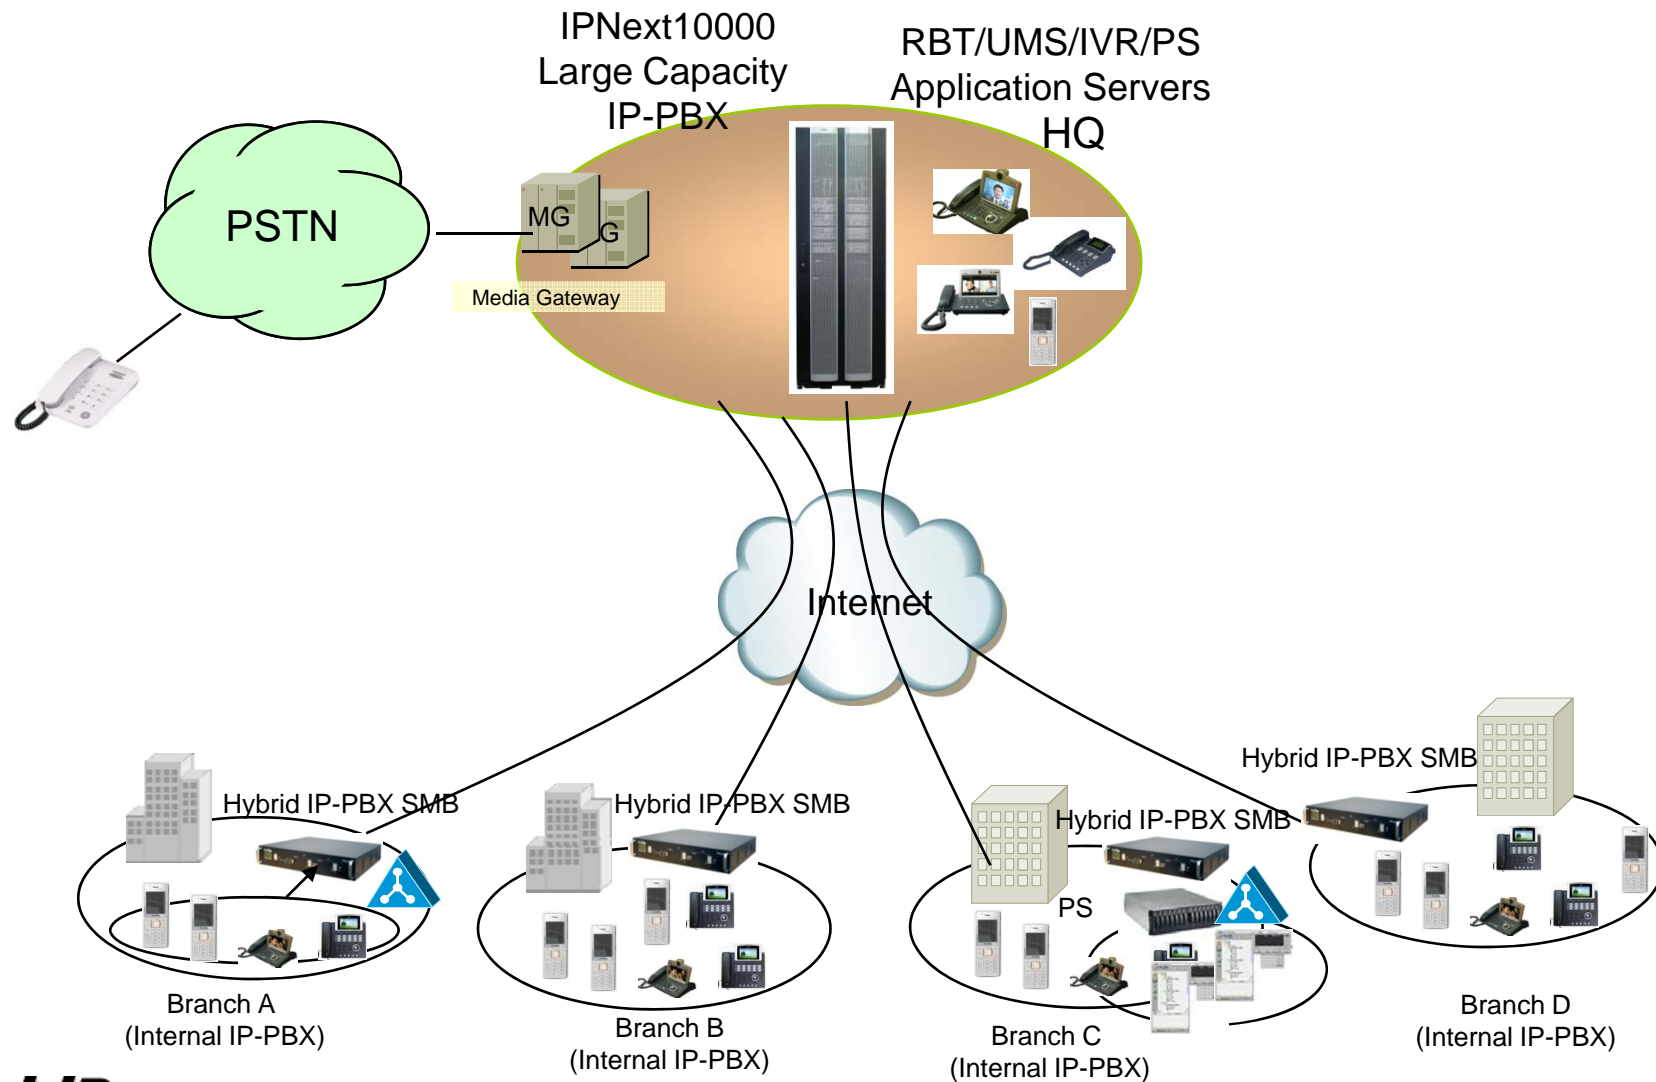 IPNext10000
Large Capacity
IP-PBX
RBT/UMS/IVR/PS
Application Servers
HQ
PSTN
MG
G
Media Gateway
Internet
Hybrid IP-PBX SMB
Hybrid IP-PBX SMB
Hybrid IP-PBX SMB
Hybrid IP-PBX SMB
PS
Branch A
(Internal IP-PBX)
Branch B
(Internal IP-PBX)
Branch C
(Internal IP-PBX)
Branch D
(Internal IP-PBX)